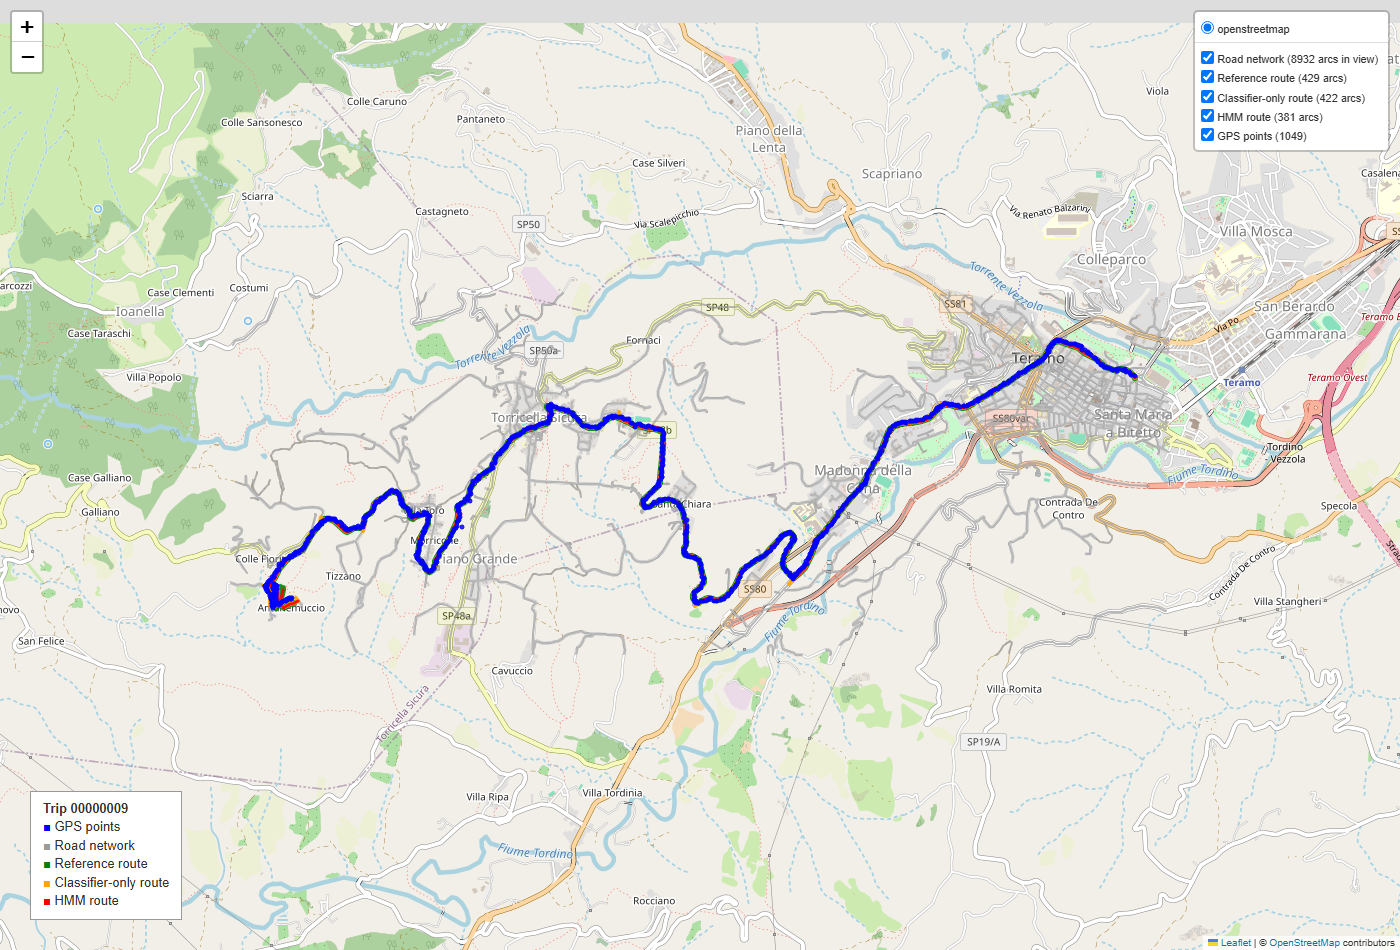 +
−
openstreetmap
Road network (8932 arcs in view)
Reference route (429 arcs)
Classifier-only route (422 arcs)
HMM route (381 arcs)
GPS points (1049)
Colle Caruno
Colle Sansonesco
Pantaneto
Piano della
Lenta
Viola
Case Silveri
Scapriano
Casalena
Sciarra
Castagneto
Via Scalepicchio
SP50
Via Renato Balzarini
Villa Mosca
Colleparco
Torrente Vezzola
Case Clementi
Costumi
Ioanella
SP48
SS81
San Berardo
Gammarana
Via Po
Case Taraschi
Torrente Vezzola
SP50a
Fornaci
Teramo
Villa Popolo
Teramo
Teramo Ovest
Torricella Sicura
Santa Maria
a Bitetto
SS80var
Tordino
-Vezzola
Madonna della
Cona
Fiume Tordino
Case Galliano
Galliano
Contrada De
Contro
Specola
Colle Fiorito
Morricone
Tizzano
SP48a
SS80
Fiume Tordino
Contrada De Contro
Villa Stangheri
San Felice
Cavuccio
Torricella Sicura
Villa Romita
SP19/A
Villa Ripa
Villa Tordinia
Fiume Tordino
Rocciano
Trip 00000009
GPS points
Road network
Reference route
Classifier-only route
HMM route
Leaflet | © OpenStreetMap contributors